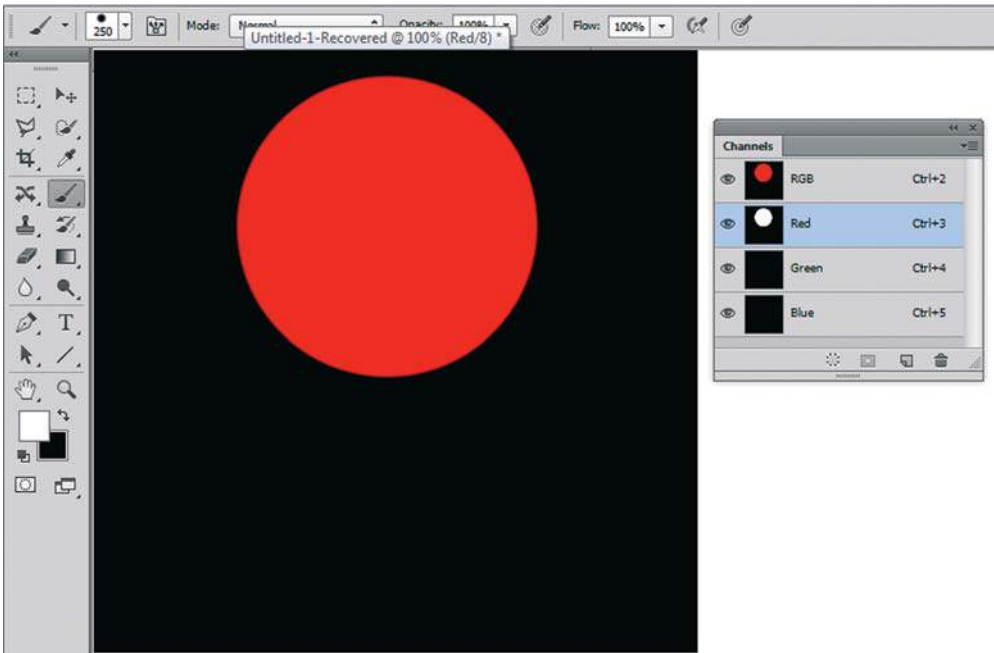 250 Mode: Normal Opacity: 100% Flow: 100%
Untitled-1-Recovered @ 100% (Red/8) *
Channels
RGB Ctrl+2
Red Ctrl+3
Green Ctrl+4
Blue Ctrl+5
T